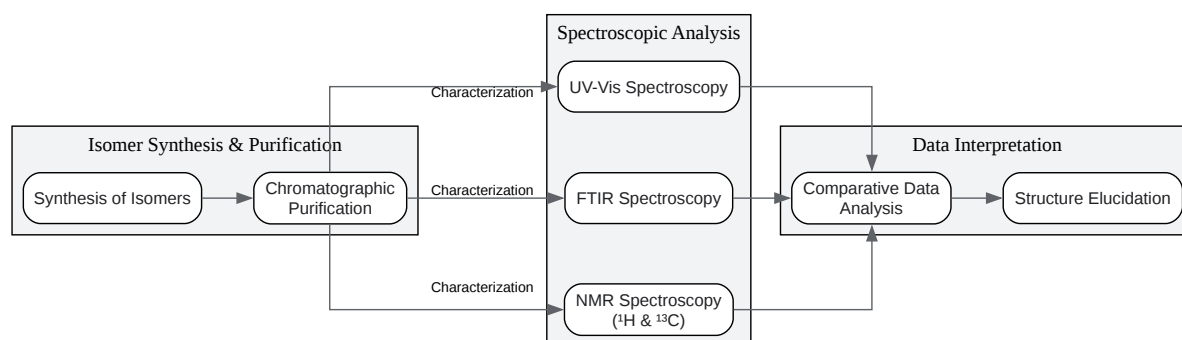 Spectroscopic Analysis
UV-Vis Spectroscopy
Characterization
Isomer Synthesis & Purification
Data Interpretation
Synthesis of Isomers
Chromatographic
Purification
Characterization
FTIR Spectroscopy
Comparative Data
Analysis
Structure Elucidation
Characterization
NMR Spectroscopy
(¹H & ¹³C)